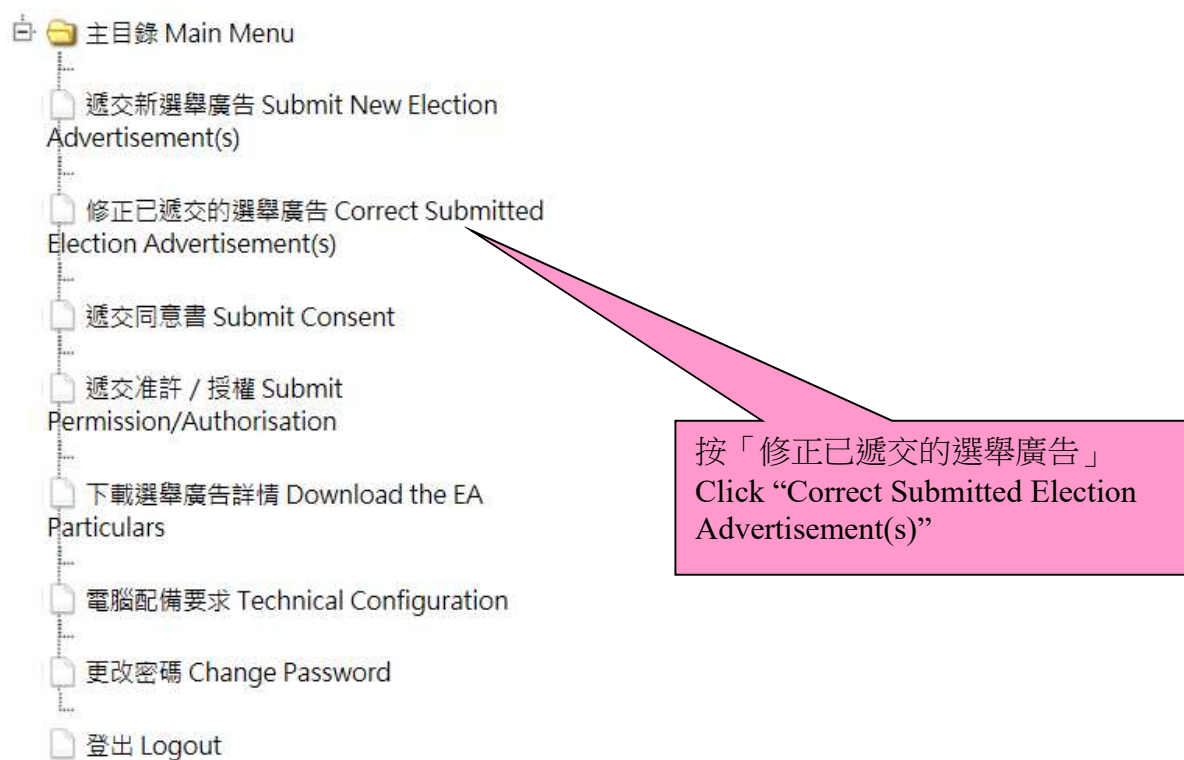 主目錄 Main Menu
遞交新選舉廣告 Submit New Election
Advertisement(s)
修正已遞交的選舉廣告 Correct Submitted
Election Advertisement(s)
遞交同意書 Submit Consent
遞交准許 / 授權 Submit
Permission/Authorisation
按「修正已遞交的選舉廣告」
Click “Correct Submitted Election
Advertisement(s)”
下載選舉廣告詳情 Download the EA
Particulars
電腦配備要求 Technical Configuration
更改密碼 Change Password
登出 Logout